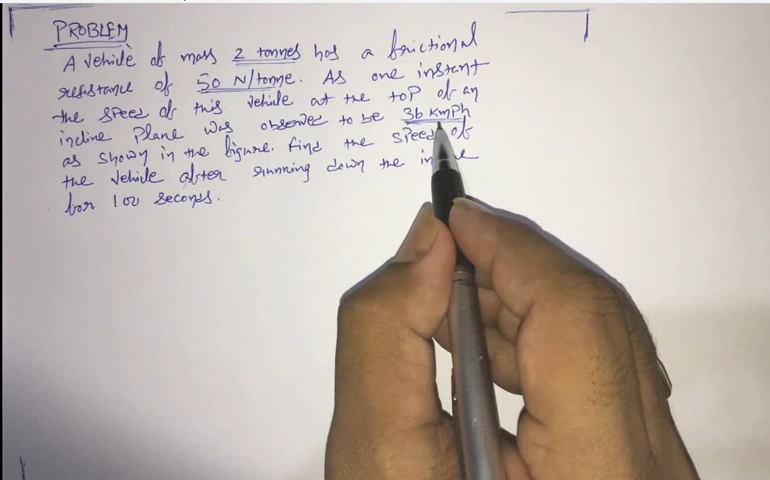 PROBLEM
A vehicle of mass 2 tonnes has a frictional
resistance of 50 N/tonne. As one instant
the speed of this vehicle at the top of an
incline plane was observed to be 36 kmph
as shown in the figure. Find the speed of
the vehicle after running down the
for 100 seconds.